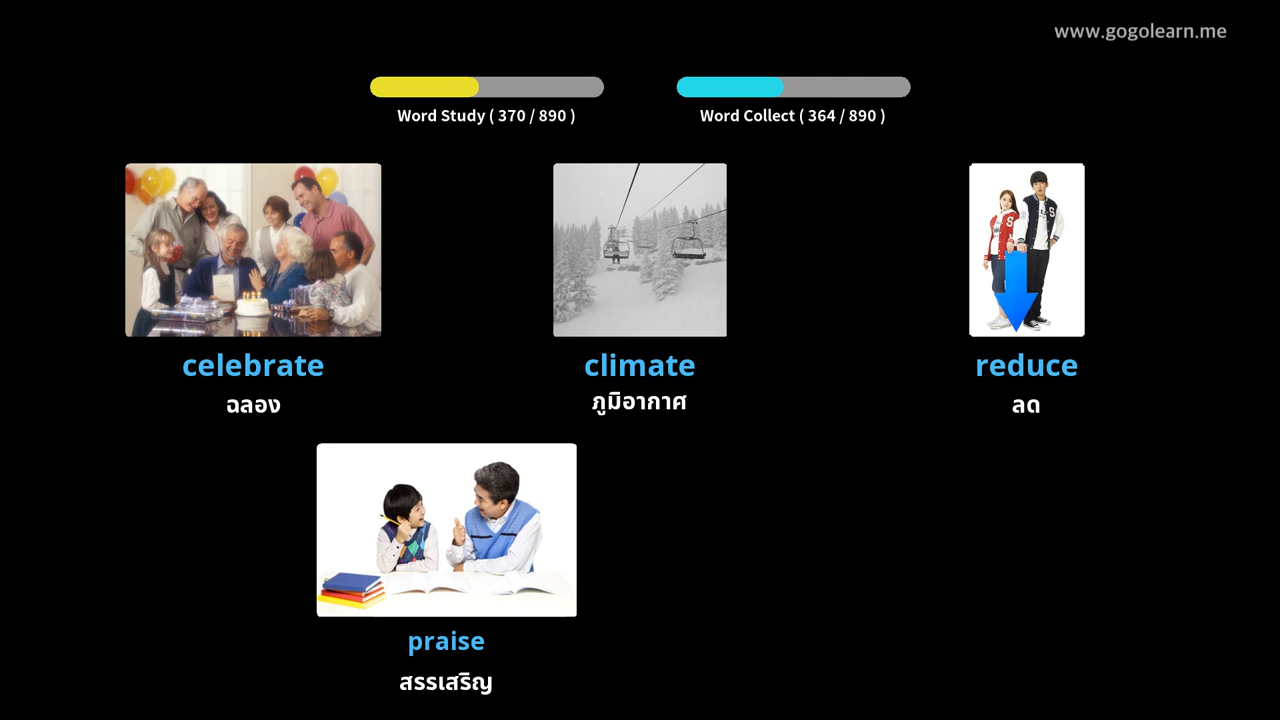 www.gogolearn.me
Word Study ( 370 / 890 )
Word Collect ( 364 / 890 )
celebrate
ฉลอง
climate
ภูมิอากาศ
reduce
ลด
praise
สรรเสริญ